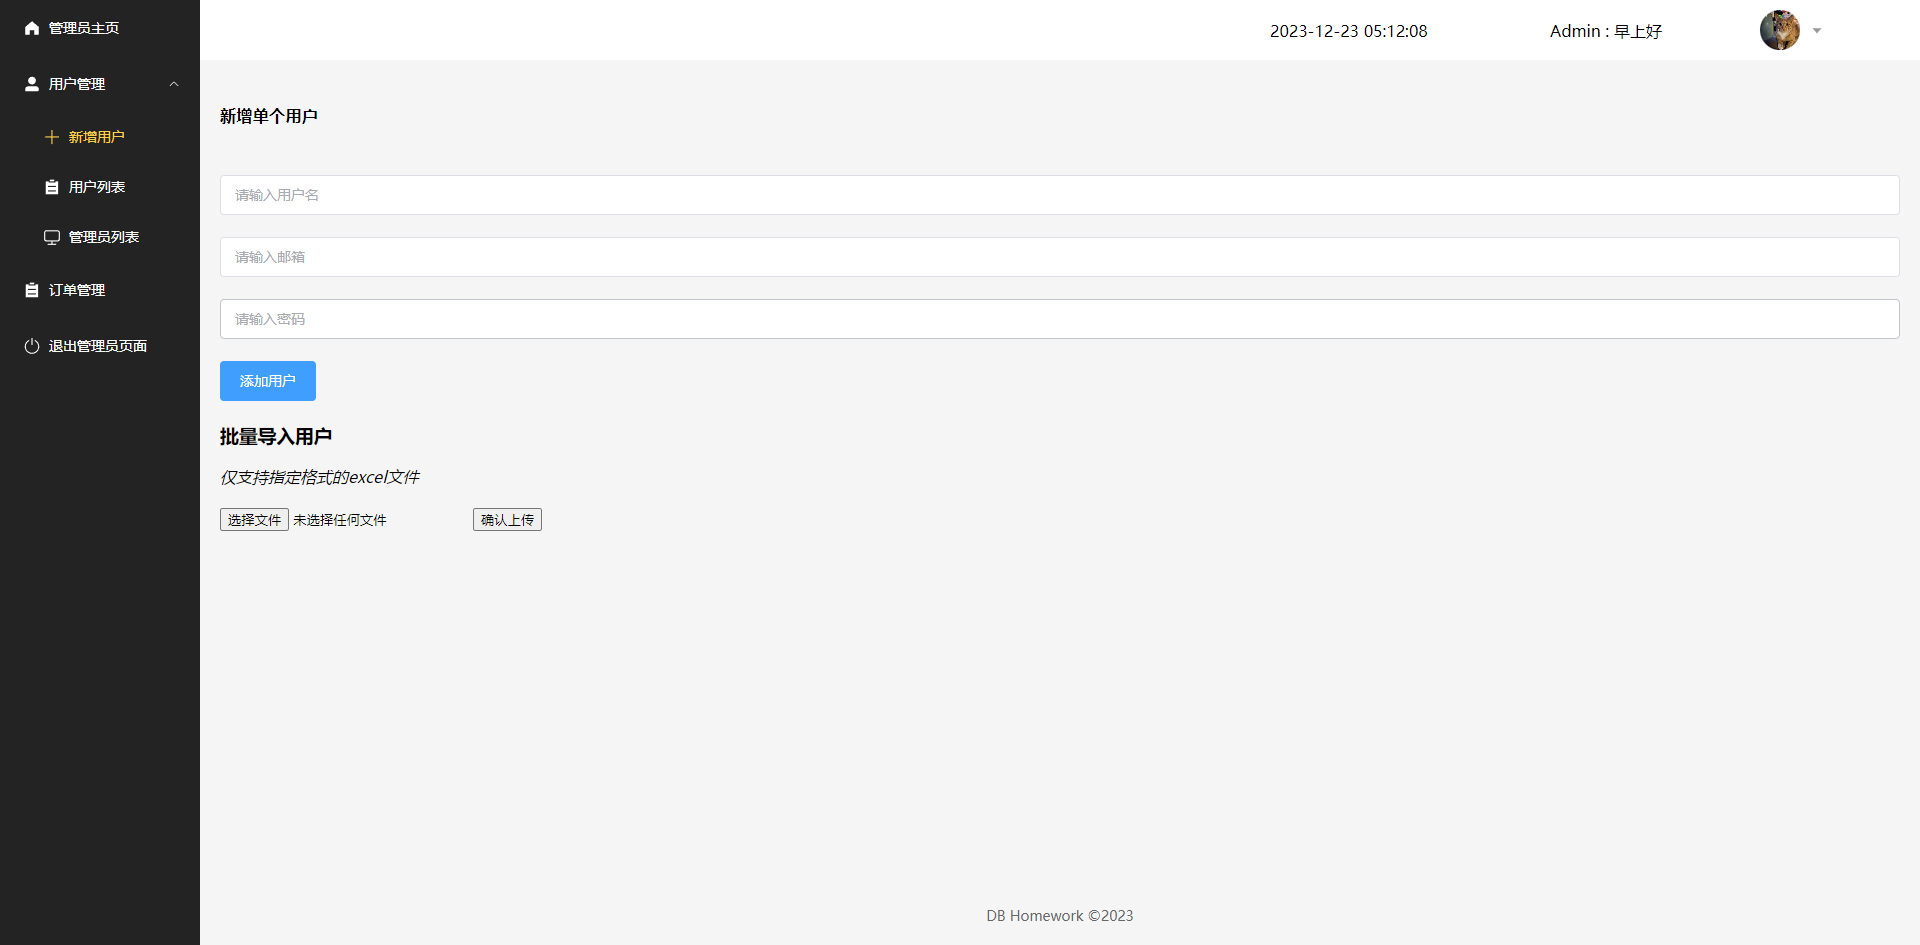 管理员主页
用户管理
新增用户
用户列表
管理员列表
订单管理
退出管理员页面
2023-12-23 05:12:08
Admin : 早上好
新增单个用户
请输入用户名
请输入邮箱
请输入密码
添加用户
批量导入用户
仅支持指定格式的excel文件
选择文件 未选择任何文件 确认上传
DB Homework ©2023